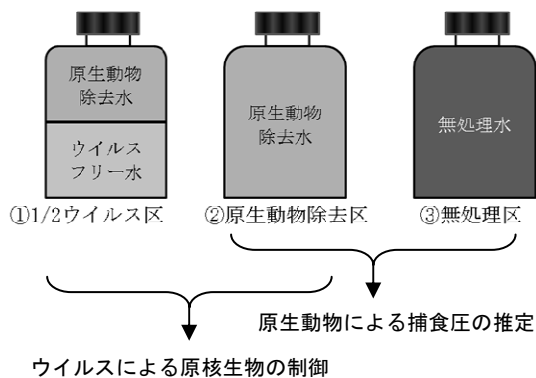 原生動物
除去水
ウイルス
フリー水
原生動物
除去水
無処理水
①1/2ウイルス区
②原生動物除去区
③無処理区
原生動物による捕食圧の推定
ウイルスによる原核生物の制御